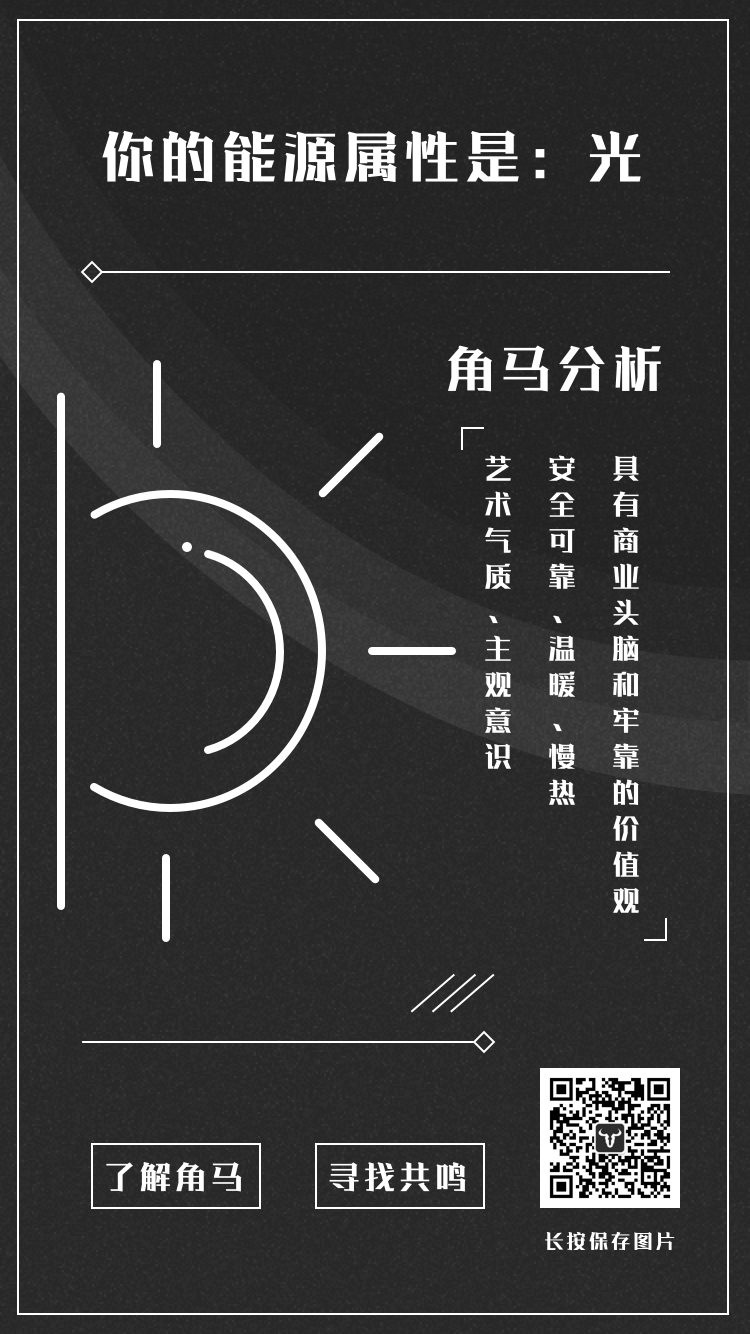 你的能源属性是：光
角马分析
具有商业头脑和牢靠的价值观
安全可靠、温暖、慢热
艺术气质、主观意识
了解角马
寻找共鸣
长按保存图片